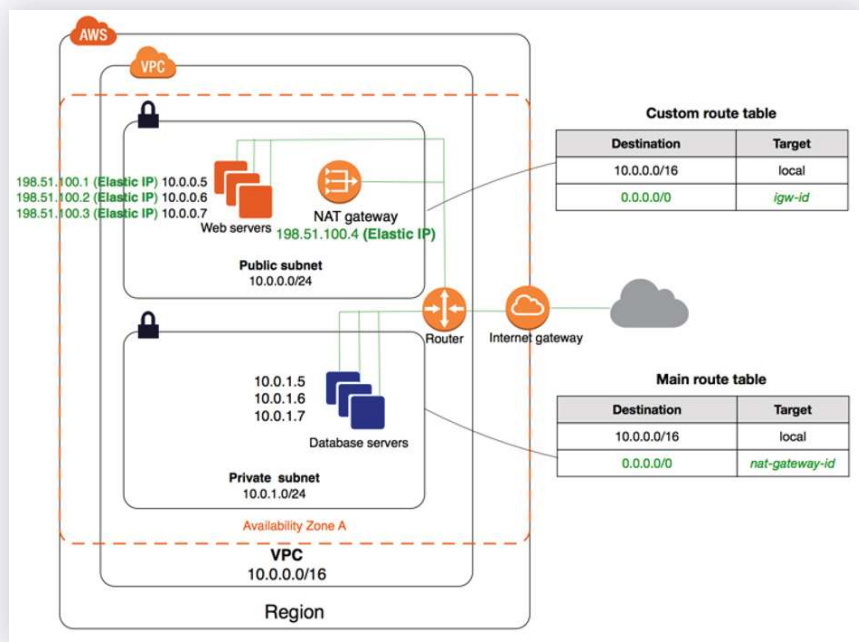 AWS
VPC
198.51.100.1 (Elastic IP) 10.0.0.5
198.51.100.2 (Elastic IP) 10.0.0.6
198.51.100.3 (Elastic IP) 10.0.0.7
Web servers
NAT gateway
198.51.100.4 (Elastic IP)
Public subnet
10.0.0.0/24
Router
Internet gateway
10.0.1.5
10.0.1.6
10.0.1.7
Database servers
Private subnet
10.0.1.0/24
Availability Zone A
VPC
10.0.0.0/16
Region
Custom route table
Destination Target
10.0.0.0/16 local
0.0.0.0/0 igw-id
Main route table
Destination Target
10.0.0.0/16 local
0.0.0.0/0 nat-gateway-id